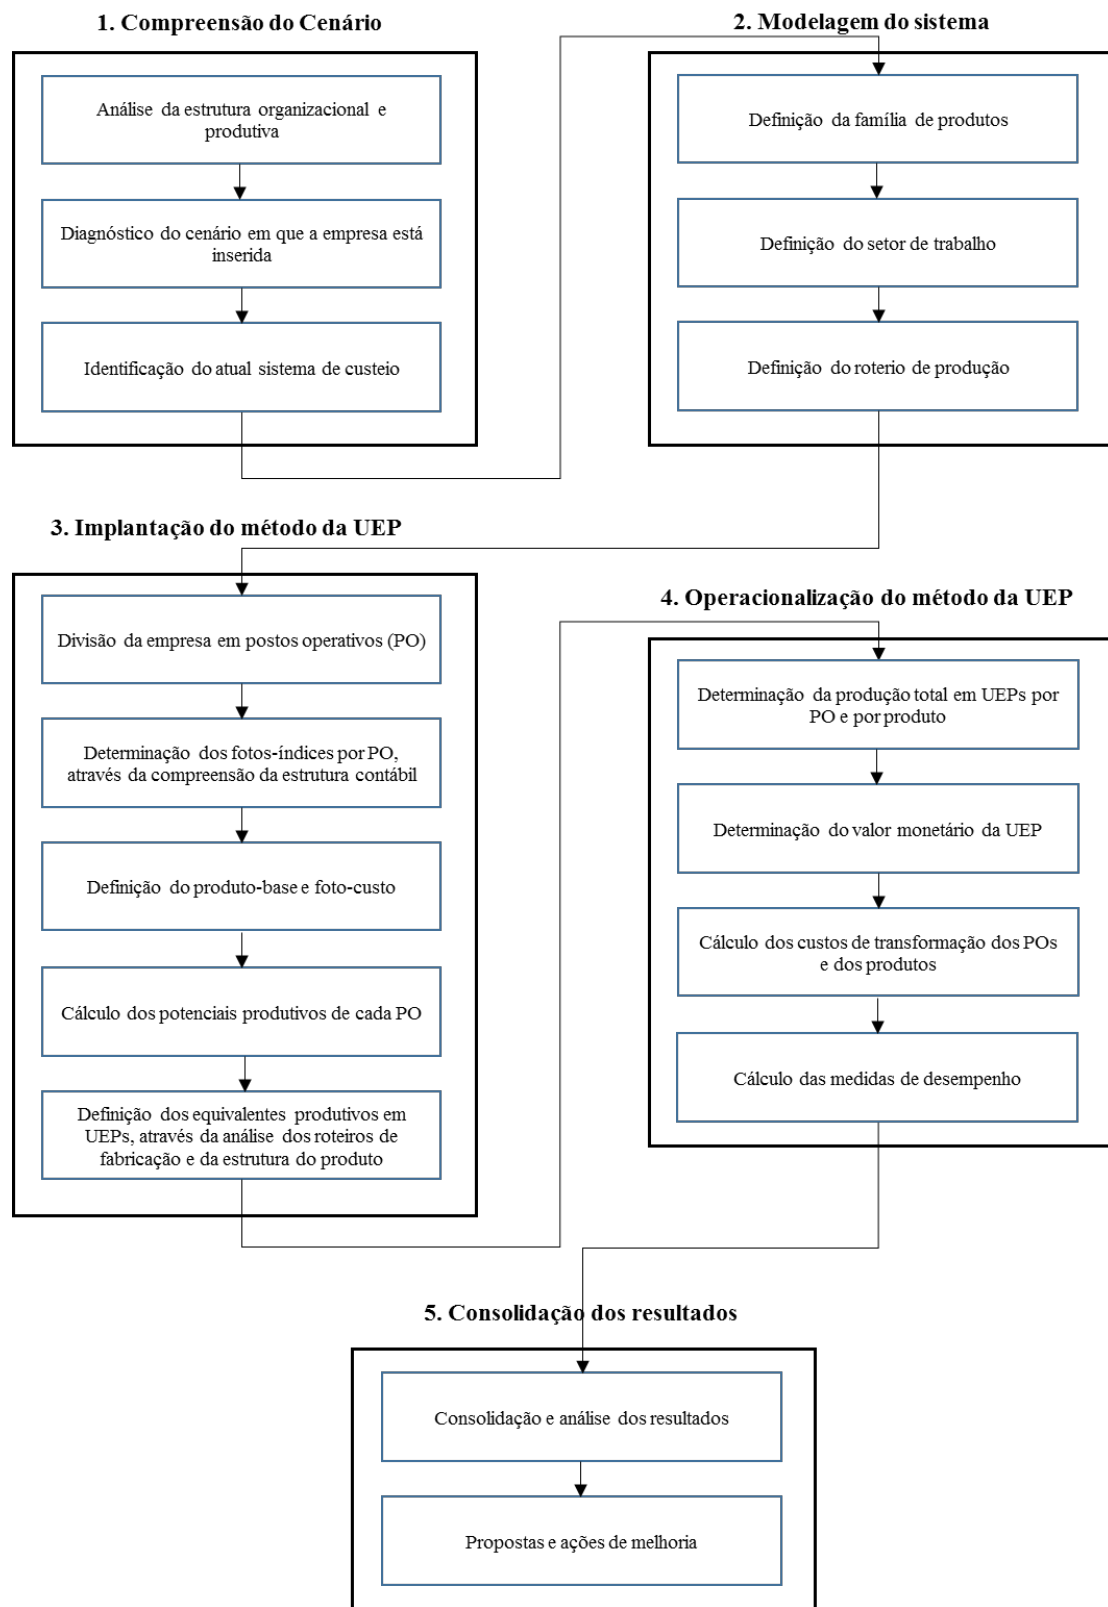 1. Compreensão do Cenário
Análise da estrutura organizacional e
produtiva
Diagnóstico do cenário em que a empresa está
inserida
Identificação do atual sistema de custeio
2. Modelagem do sistema
Definição da família de produtos
Definição do setor de trabalho
Definição do roterio de produção
3. Implantação do método da UEP
Divisão da empresa em postos operativos (PO)
Determinação dos fotos-índices por PO,
através da compreensão da estrutura contábil
Definição do produto-base e foto-custo
Cálculo dos potenciais produtivos de cada PO
Definição dos equivalentes produtivos em
UEPs, através da análise dos roteiros de
fabricação e da estrutura do produto
4. Operacionalização do método da UEP
Determinação da produção total em UEPs por
PO e por produto
Determinação do valor monetário da UEP
Cálculo dos custos de transformação dos POs
e dos produtos
Cálculo das medidas de desempenho
5. Consolidação dos resultados
Consolidação e análise dos resultados
Propostas e ações de melhoria